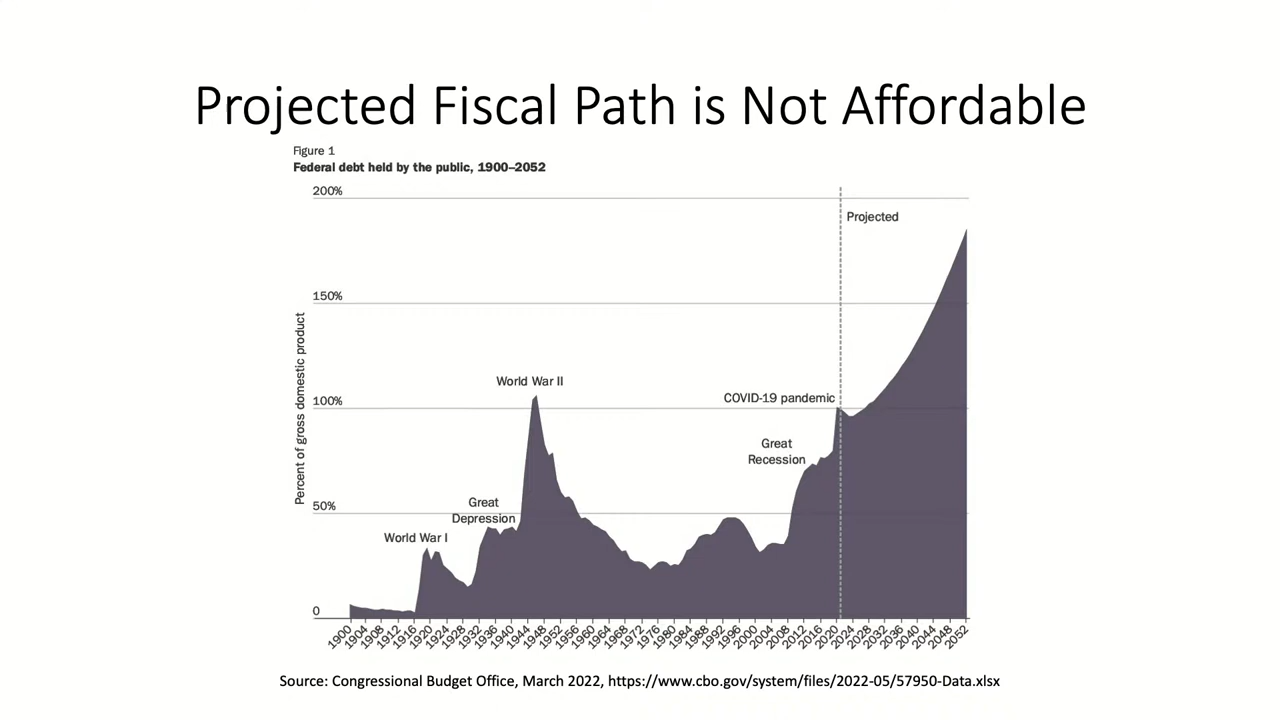 Projected Fiscal Path is Not Affordable
Figure 1
Federal debt held by the public, 1900–2052
200%
Projected
150%
Percent of gross domestic product
World War II
COVID-19 pandemic
100%
Great
Recession
Great
Depression
50%
World War I
0
1900 1904 1908 1912 1916 1920 1924 1928 1932 1936 1940 1944 1948 1952 1956 1960 1964 1968 1972 1976 1980 1984 1988 1992 1996 2000 2004 2008 2012 2016 2020 2024 2028 2032 2036 2040 2044 2048 2052
Source: Congressional Budget Office, March 2022, https://www.cbo.gov/system/files/2022-05/57950-Data.xlsx